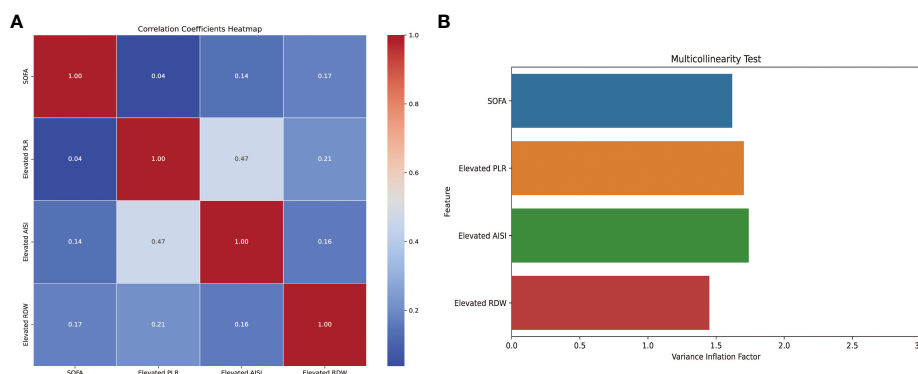 A
Correlation Coefficients Heatmap
SOFA
1.00
0.04
0.14
0.17
Elevated PLR
0.04
1.00
0.47
0.21
Elevated AISI
0.14
0.47
1.00
0.16
Elevated RDW
0.17
0.21
0.16
1.00
SOFA
Elevated PLR
Elevated AISI
Elevated RDW
1.0
0.8
0.6
0.4
0.2
B
Multicollinearity Test
Feature
SOFA
Elevated PLR
Elevated AISI
Elevated RDW
0.0
0.5
1.0
1.5
2.0
2.5
Variance Inflation Factor